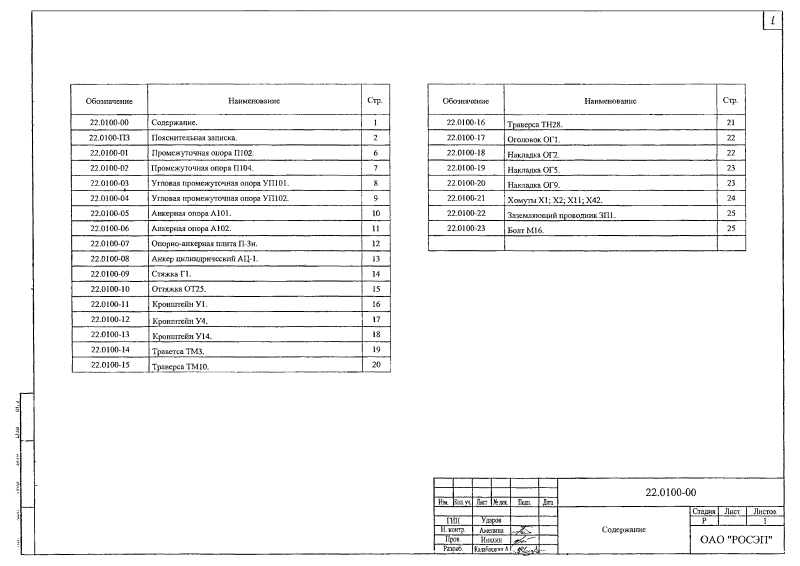 1
Обозначение Наименование Стр.
22.0100-00 Содержание. 1
22.0100-ПЗ Пояснительная записка. 2
22.0100-01 Промежуточная опора П102. 6
22.0100-02 Промежуточная опора П104. 7
22.0100-03 Угловая промежуточная опора УП101. 8
22.0100-04 Угловая промежуточная опора УП102. 9
22.0100-05 Анкерная опора А101. 10
22.0100-06 Анкерная опора А102. 11
22.0100-07 Опорно-анкерная плита П-3и. 12
22.0100-08 Анкер цилиндрический АЦ-1. 13
22.0100-09 Стяжка Г1. 14
22.0100-10 Оттяжка ОТ25. 15
22.0100-11 Кронштейн У1. 16
22.0100-12 Кронштейн У4. 17
22.0100-13 Кронштейн У14. 18
22.0100-14 Траветса ТМ3. 19
22.0100-15 Траверса ТМ10. 20
Обозначение Наименование Стр.
22.0100-16 Траверса ТН28. 21
22.0100-17 Оголовок ОГ1. 22
22.0100-18 Накладка ОГ2. 22
22.0100-19 Накладка ОГ5. 23
22.0100-20 Накладка ОГ9. 23
22.0100-21 Хомуты Х1; Х2; Х11; Х42. 24
22.0100-22 Заземляющий проводник ЗП1. 25
22.0100-23 Болт М16. 25
22.0100-00
Изм. Кол. уч. Лист № док. Подп. Дата
Содержание
Стадия Лист Листов
Р 1
ГИП Ударов
Н. контр. Амелина
Пров.
Разраб.
ОАО "РОСЭП"